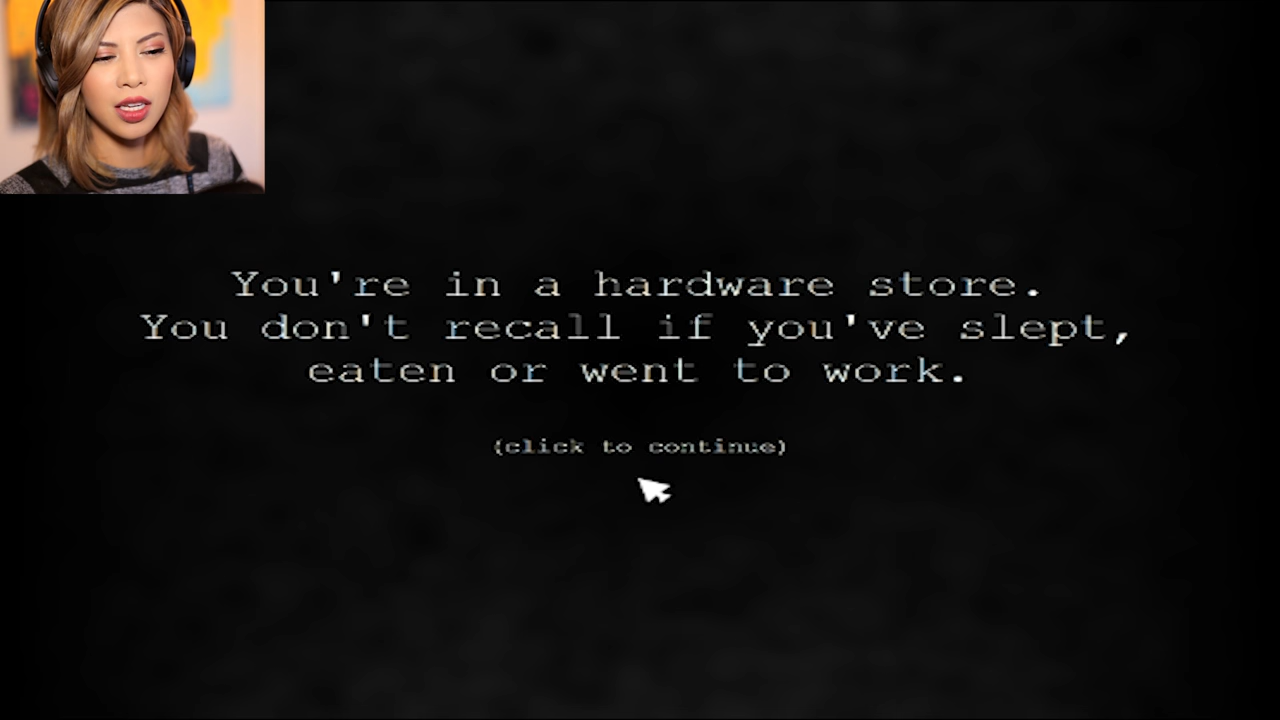 You're in a hardware store.
You don't recall if you've slept,
eaten or went to work.
(click to continue)